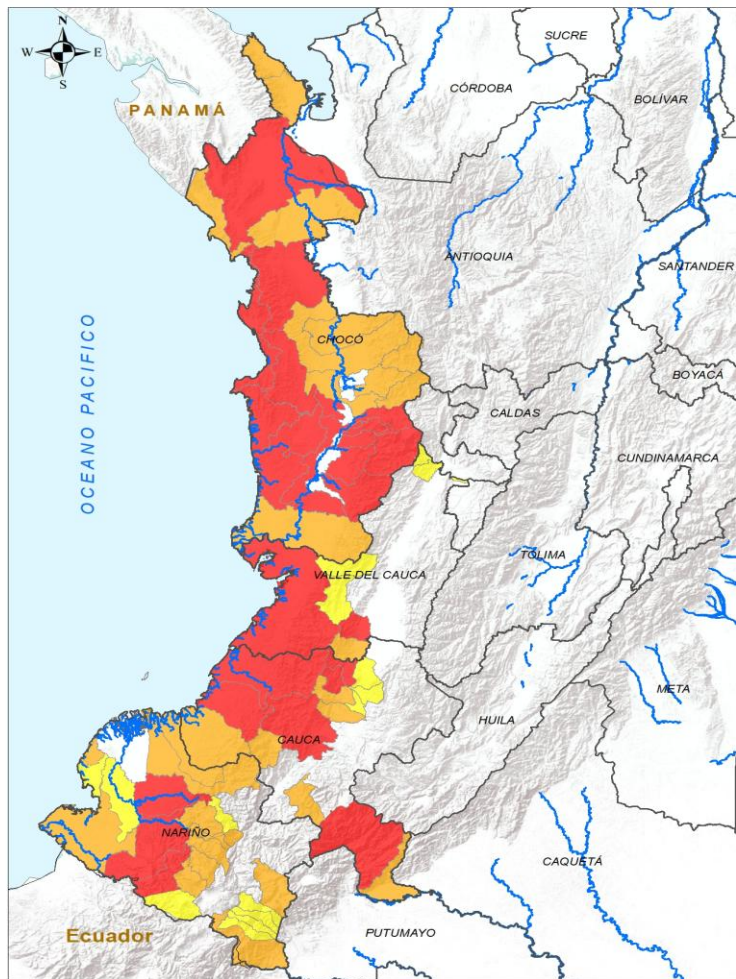 N
W E
S
SUCRE
CÓRDOBA
BOLÍVAR
PANAMÁ
ANTIOQUIA
SANTANDER
OCEANO PACIFICO
CHOCÓ
BOYACÁ
CALDAS
CUNDINAMARCA
TOLIMA
VALLE DEL CAUCA
META
HUILA
CAUCA
NARIÑO
CAQUETÁ
PUTUMAYO
Ecuador